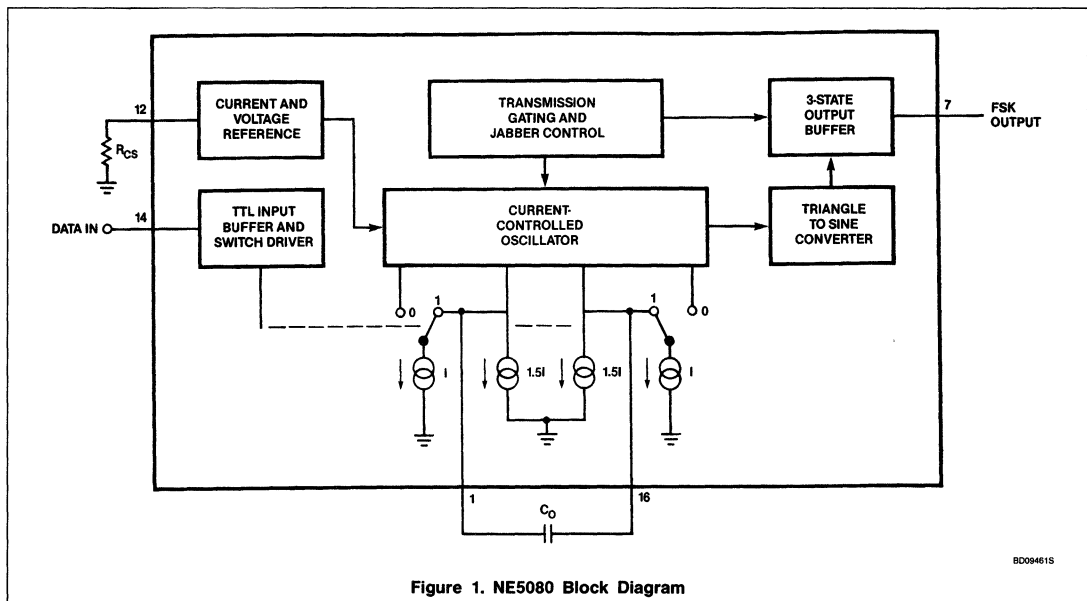 12
CURRENT AND
VOLTAGE
REFERENCE
TRANSMISSION
GATING AND
JABBER CONTROL
3-STATE
OUTPUT
BUFFER
7
FSK
OUTPUT
RCS
14
DATA IN
TTL INPUT
BUFFER AND
SWITCH DRIVER
CURRENT-
CONTROLLED
OSCILLATOR
TRIANGLE
TO SINE
CONVERTER
0
1
1
0
I
1.5I
1.5I
I
1
16
CO
BD09461S
Figure 1. NE5080 Block Diagram